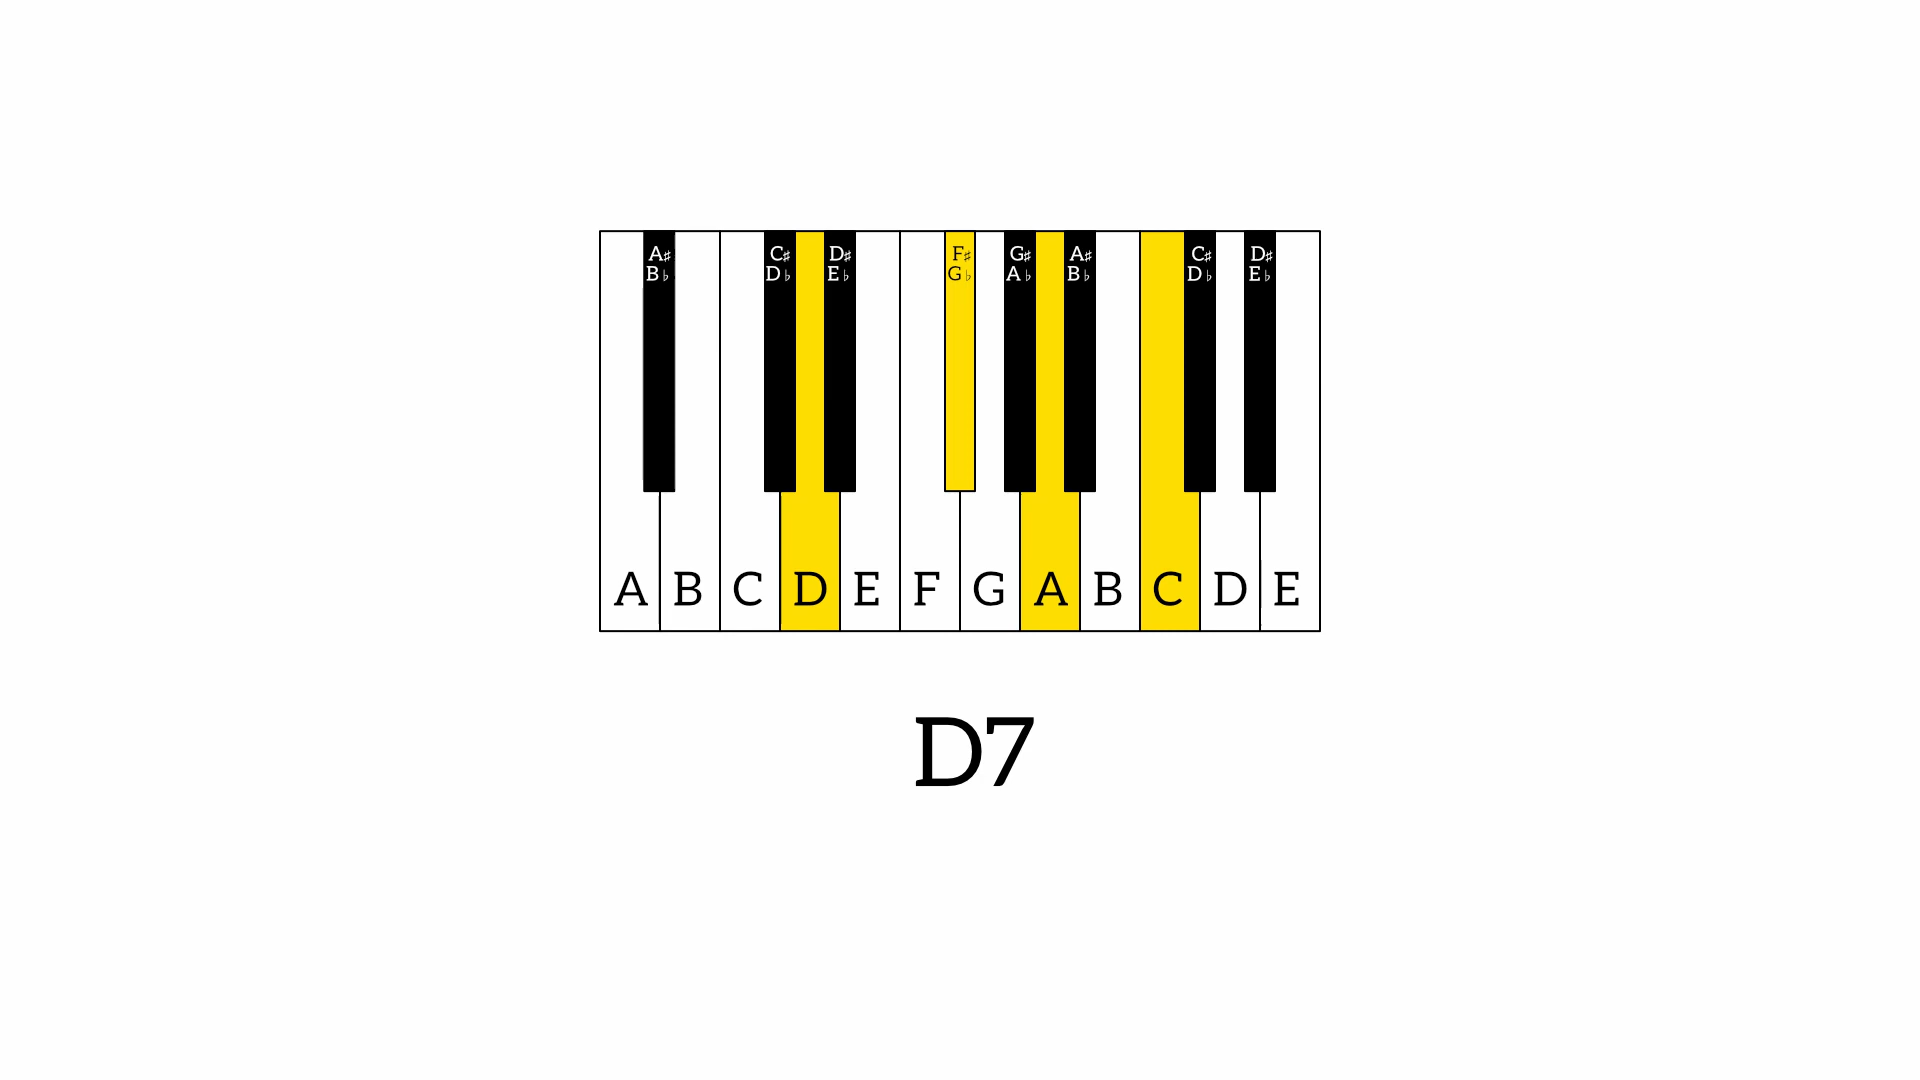 A♯ C♯ D♯ F♯ G♯ A♯ C♯ D♯
B♭ D♭ E♭ G♭ A♭ B♭ D♭ E♭
A B C D E F G A B C D E
D7